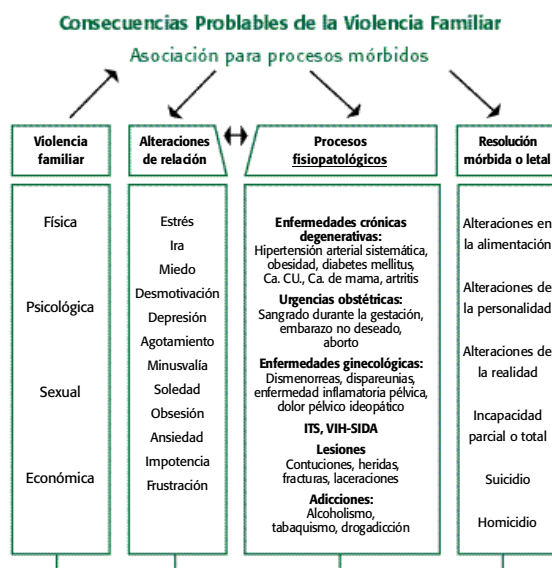 Consecuencias Problables de la Violencia Familiar
Asociación para procesos mórbidos
Violencia
familiar
Física
Psicológica
Sexual
Económica
Alteraciones
de relación
Estrés
Ira
Miedo
Desmotivación
Depresión
Agotamiento
Minusvalía
Soledad
Obsesión
Ansiedad
Impotencia
Frustración
Procesos
fisiopatológicos
Enfermedades crónicas
degenerativas:
Hipertensión arterial sistemática,
obesidad, diabetes mellitus,
Ca. CU., Ca. de mama, artritis
Urgencias obstétricas:
Sangrado durante la gestación,
embarazo no deseado,
aborto
Enfermedades ginecológicas:
Dismenorreas, dispareunias,
enfermedad inflamatoria pélvica,
dolor pélvico ideopático
ITS, VIH-SIDA
Lesiones
Contuciones, heridas,
fracturas, laceraciones
Adicciones:
Alcoholismo,
tabaquismo, drogadicción
Resolución
mórbida o letal
Alteraciones en
la alimentación
Alteraciones de
la personalidad
Alteraciones de
la realidad
Incapacidad
parcial o total
Suicidio
Homicidio